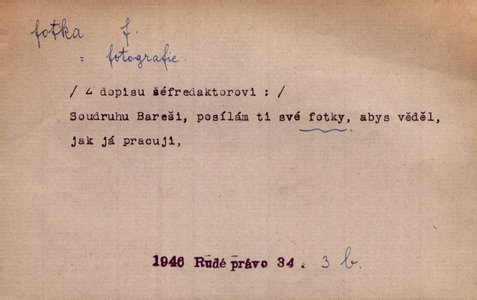 fotka f.
= fotografie.
/ Z dopisu šéfredaktorovi : /
Soudruhu Bareši, posílám ti své fotky, abys věděl,
jak já pracuji,
1946 Rudé právo 34. 3 b.